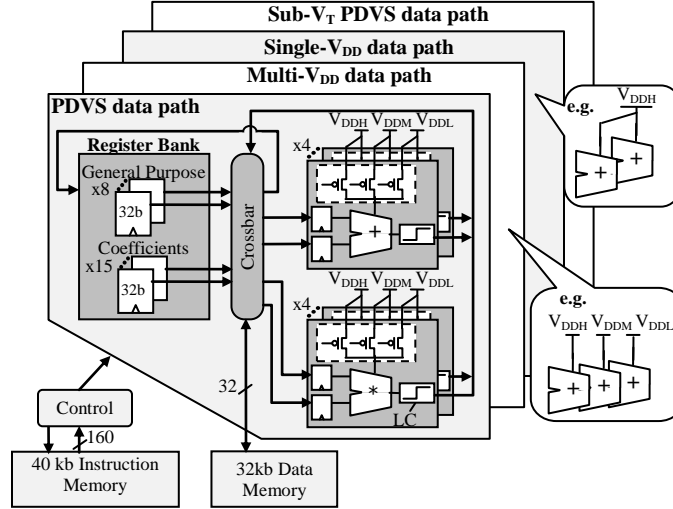 Sub-VT PDVS data path
Single-VDD data path
Multi-VDD data path
PDVS data path
e.g.
VDDH
Register Bank
General Purpose
x8
32b
Coefficients
x15
32b
Crossbar
VDDH VDDM VDDL
x4
+
VDDH VDDM VDDL
x4
*
LC
+
+
e.g.
VDDH VDDM VDDL
+ + +
32
Control
160
40 kb Instruction
Memory
32kb Data
Memory